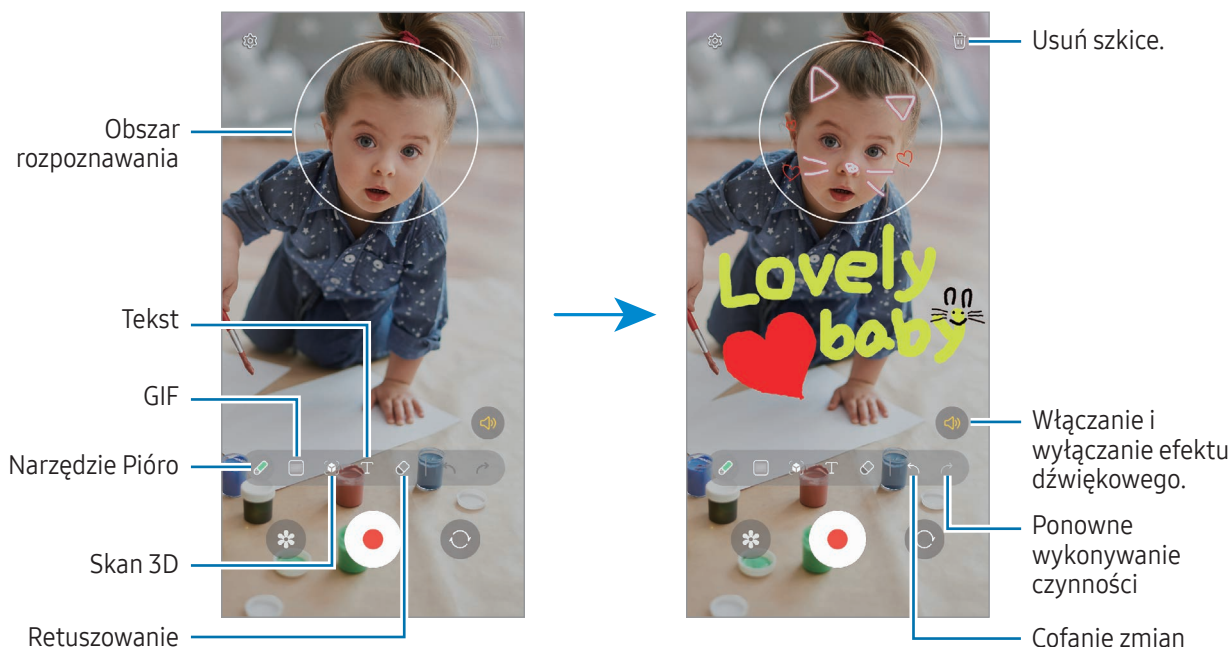 Obszar
rozpoznawania
Tekst
GIF
Narzędzie Pióro
Skan 3D
Retuszowanie
Lovely
baby
Usuń szkice.
Włączanie i
wyłączanie efektu
dźwiękowego.
Ponowne
wykonywanie
czynności
Cofanie zmian